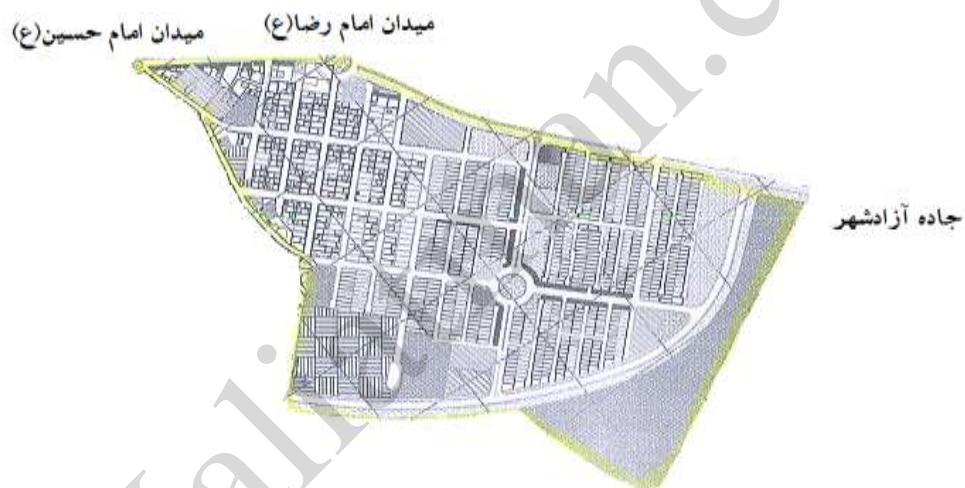 میدان امام رضا(ع)
میدان امام حسین(ع)
جاده آزادشهر